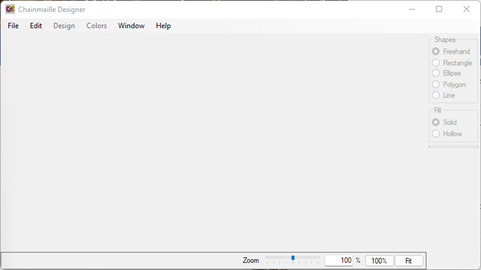 Chainmaille Designer
File Edit Design Colors Window Help
Shapes
Freehand
Rectangle
Ellipse
Polygon
Line
Fill
Solid
Hollow
Zoom 100 % 100% Fit